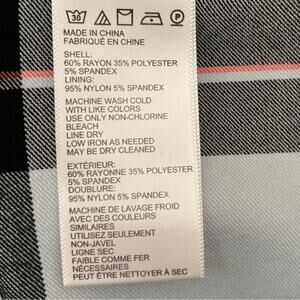 30
P
MADE IN CHINA
FABRIQUÉ EN CHINE
SHELL:
60% RAYON 35% POLYESTER
5% SPANDEX
LINING:
95% NYLON 5% SPANDEX
MACHINE WASH COLD
WITH LIKE COLORS
USE ONLY NON-CHLORINE
BLEACH
LINE DRY
LOW IRON AS NEEDED
MAY BE DRY CLEANED
EXTÉRIEUR:
60% RAYONNE 35% POLYESTER
5% SPANDEX
DOUBLURE:
95% NYLON 5% SPANDEX
MACHINE DE LAVAGE FROID
AVEC DES COULEURS
SIMILAIRES
UTILISEZ SEULEMENT
NON-JAVEL
LIGNE SEC
FAIBLE COMME FER
NÉCESSAIRES
PEUT ÊTRE NETTOYER À SEC